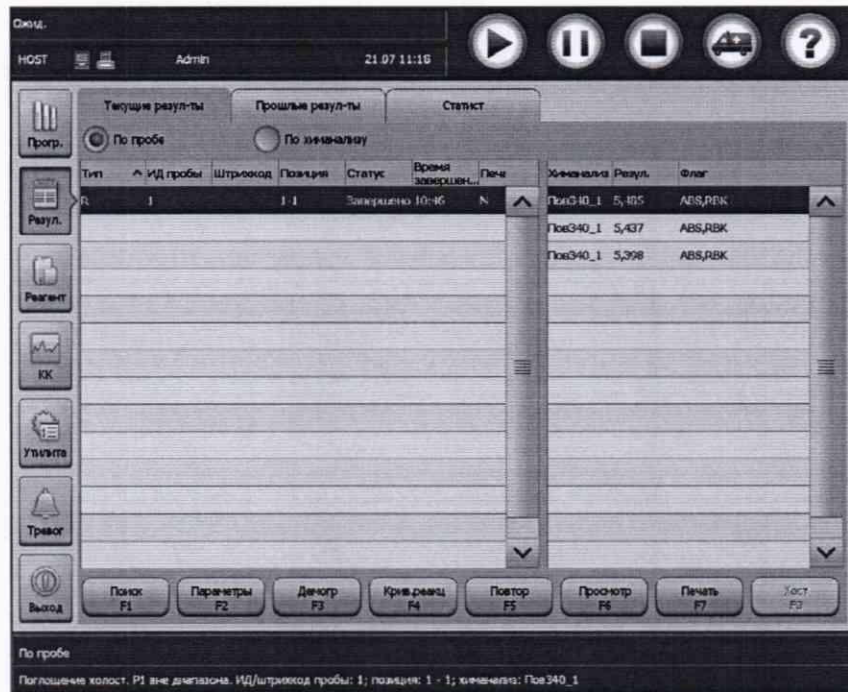 Ожид.
HOST Admin 21.07 11:18
Текущие резул-ты Прошлые резул-ты Статист
По пробе По химанализу
Прогр.
Тип ИД пробы Штрихкод Позиция Статус Время завершен... Печа Химанализ Резул. Флаг
R 1 1-1 Завершено 10:46 N Пов340_1 5,485 ABS,RBK
Пов340_1 5,437 ABS,RBK
Пов340_1 5,398 ABS,RBK
Резул.
Реагент
КК
Утилита
Тревог
Выход
Поиск F1 Параметры F2 Демогр F3 Крив.реакц F4 Повтор F5 Просмотр F6 Печать F7 Хост
По пробе
Поглощение холост. Р1 вне диапазона. ИД/штрихкод пробы: 1; позиция: 1 - 1; химанализ: Пов340_1